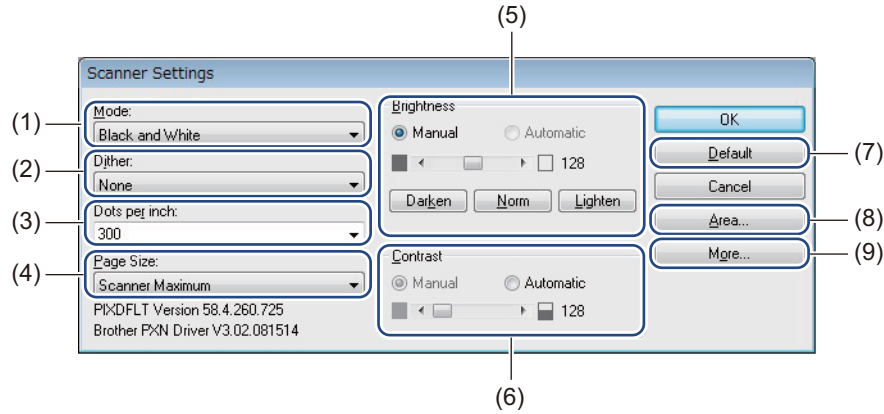 (5)
Scanner Settings
(1)
Mode:
Black and White
(2)
Dither:
None
(3)
Dots per inch:
300
(4)
Page Size:
Scanner Maximum
PIXDFLT Version 58.4.260.725
Brother PXN Driver V3.02.081514
Brightness
Manual Automatic
128
Darken Norm Lighten
Contrast
Manual Automatic
128
(6)
OK
Default
(7)
Cancel
Area...
(8)
More...
(9)